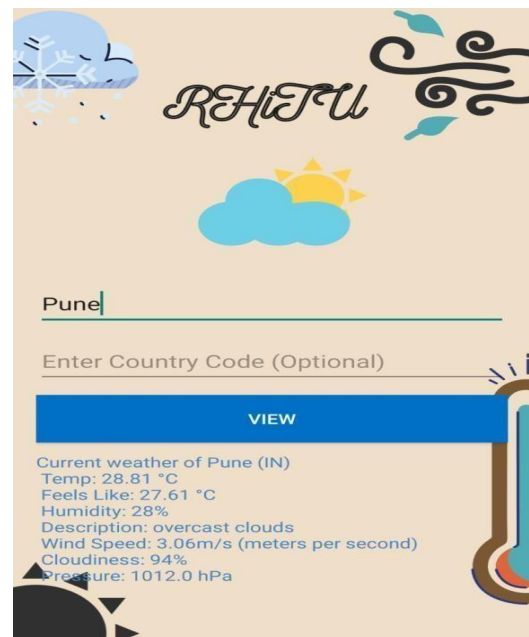 RHiTU
Pune
Enter Country Code (Optional)
VIEW
Current weather of Pune (IN)
Temp: 28.81 °C
Feels Like: 27.61 °C
Humidity: 28%
Description: overcast clouds
Wind Speed: 3.06m/s (meters per second)
Cloudiness: 94%
Pressure: 1012.0 hPa